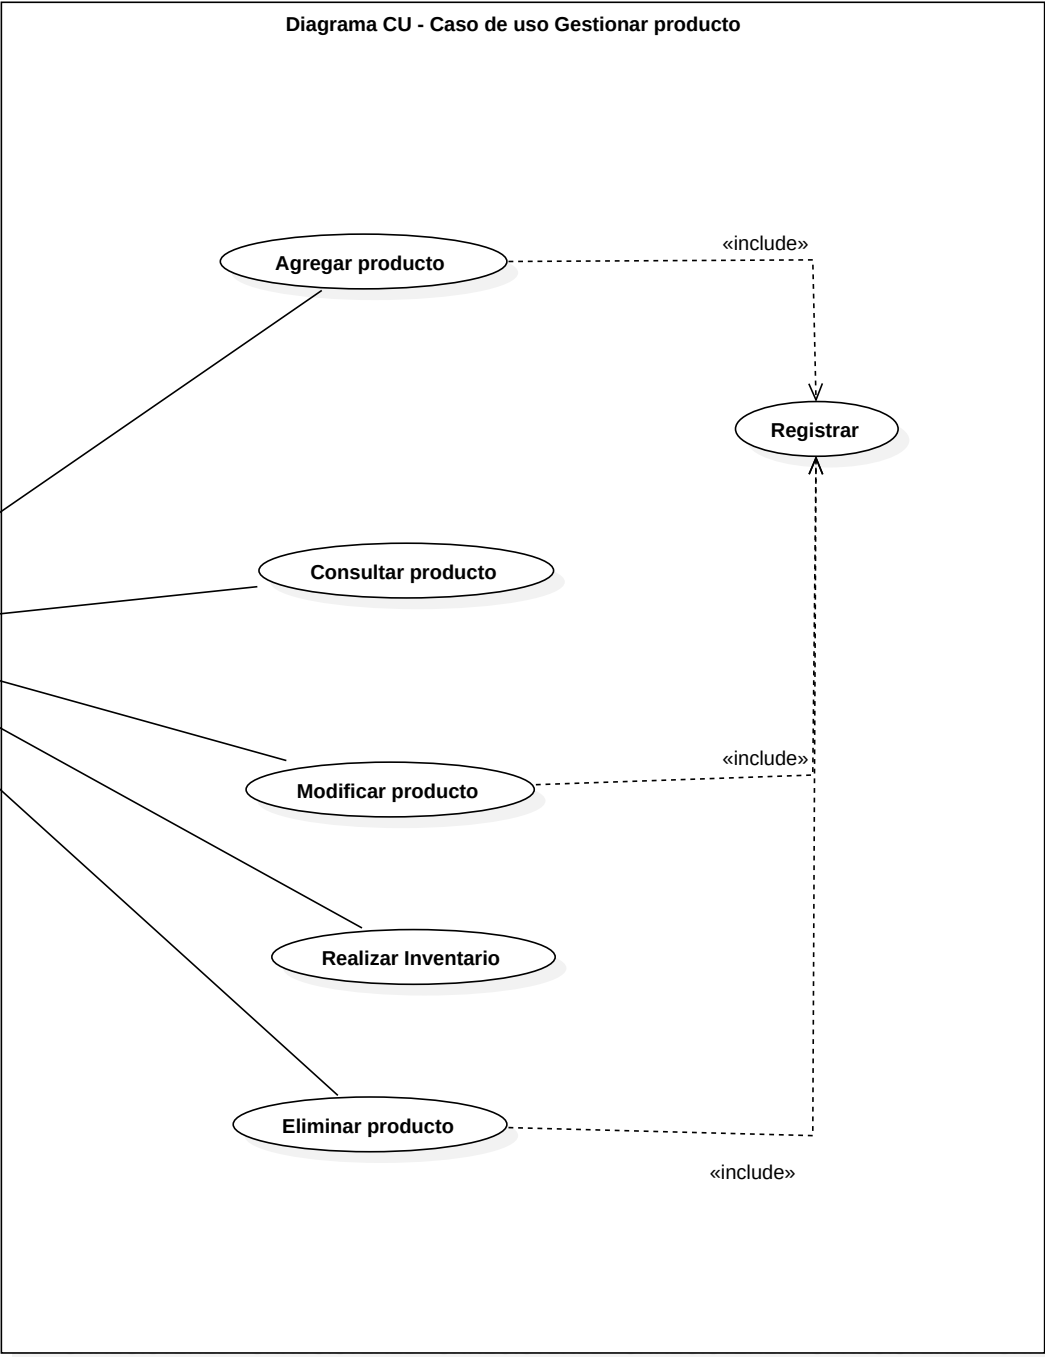 Diagrama CU - Caso de uso Gestionar producto
«include»
Agregar producto
Registrar
Consultar producto
«include»
Modificar producto
Realizar Inventario
Eliminar producto
«include»